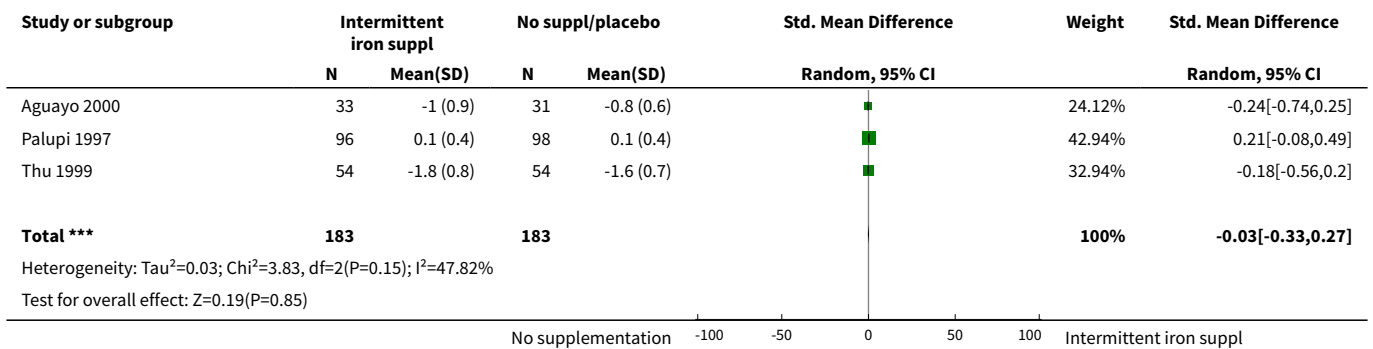 Study or subgroup Intermittent iron suppl No suppl/placebo Std. Mean Difference Weight Std. Mean Difference
N Mean(SD) N Mean(SD) Random, 95% CI Random, 95% CI
Aguayo 2000 33 -1 (0.9) 31 -0.8 (0.6) 24.12% -0.24[-0.74,0.25]
Palupi 1997 96 0.1 (0.4) 98 0.1 (0.4) 42.94% 0.21[-0.08,0.49]
Thu 1999 54 -1.8 (0.8) 54 -1.6 (0.7) 32.94% -0.18[-0.56,0.2]
Total *** 183 183 100% -0.03[-0.33,0.27]
Heterogeneity: Tau²=0.03; Chi²=3.83, df=2(P=0.15); I²=47.82%
Test for overall effect: Z=0.19(P=0.85)
No supplementation -100 -50 0 50 100 Intermittent iron suppl